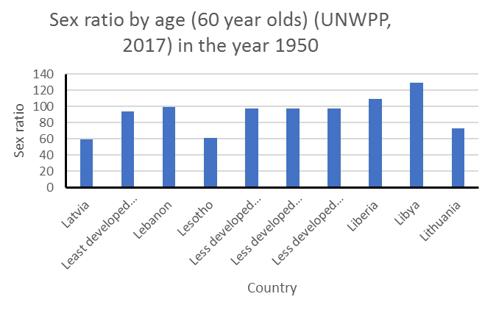 Sex ratio by age (60 year olds) (UNWPP,
2017) in the year 1950
140
120
100
80
60
40
20
0
Sex ratio
Latvia
Least developed...
Lebanon
Lesotho
Less developed...
Less developed...
Less developed...
Liberia
Libya
Lithuania
Country